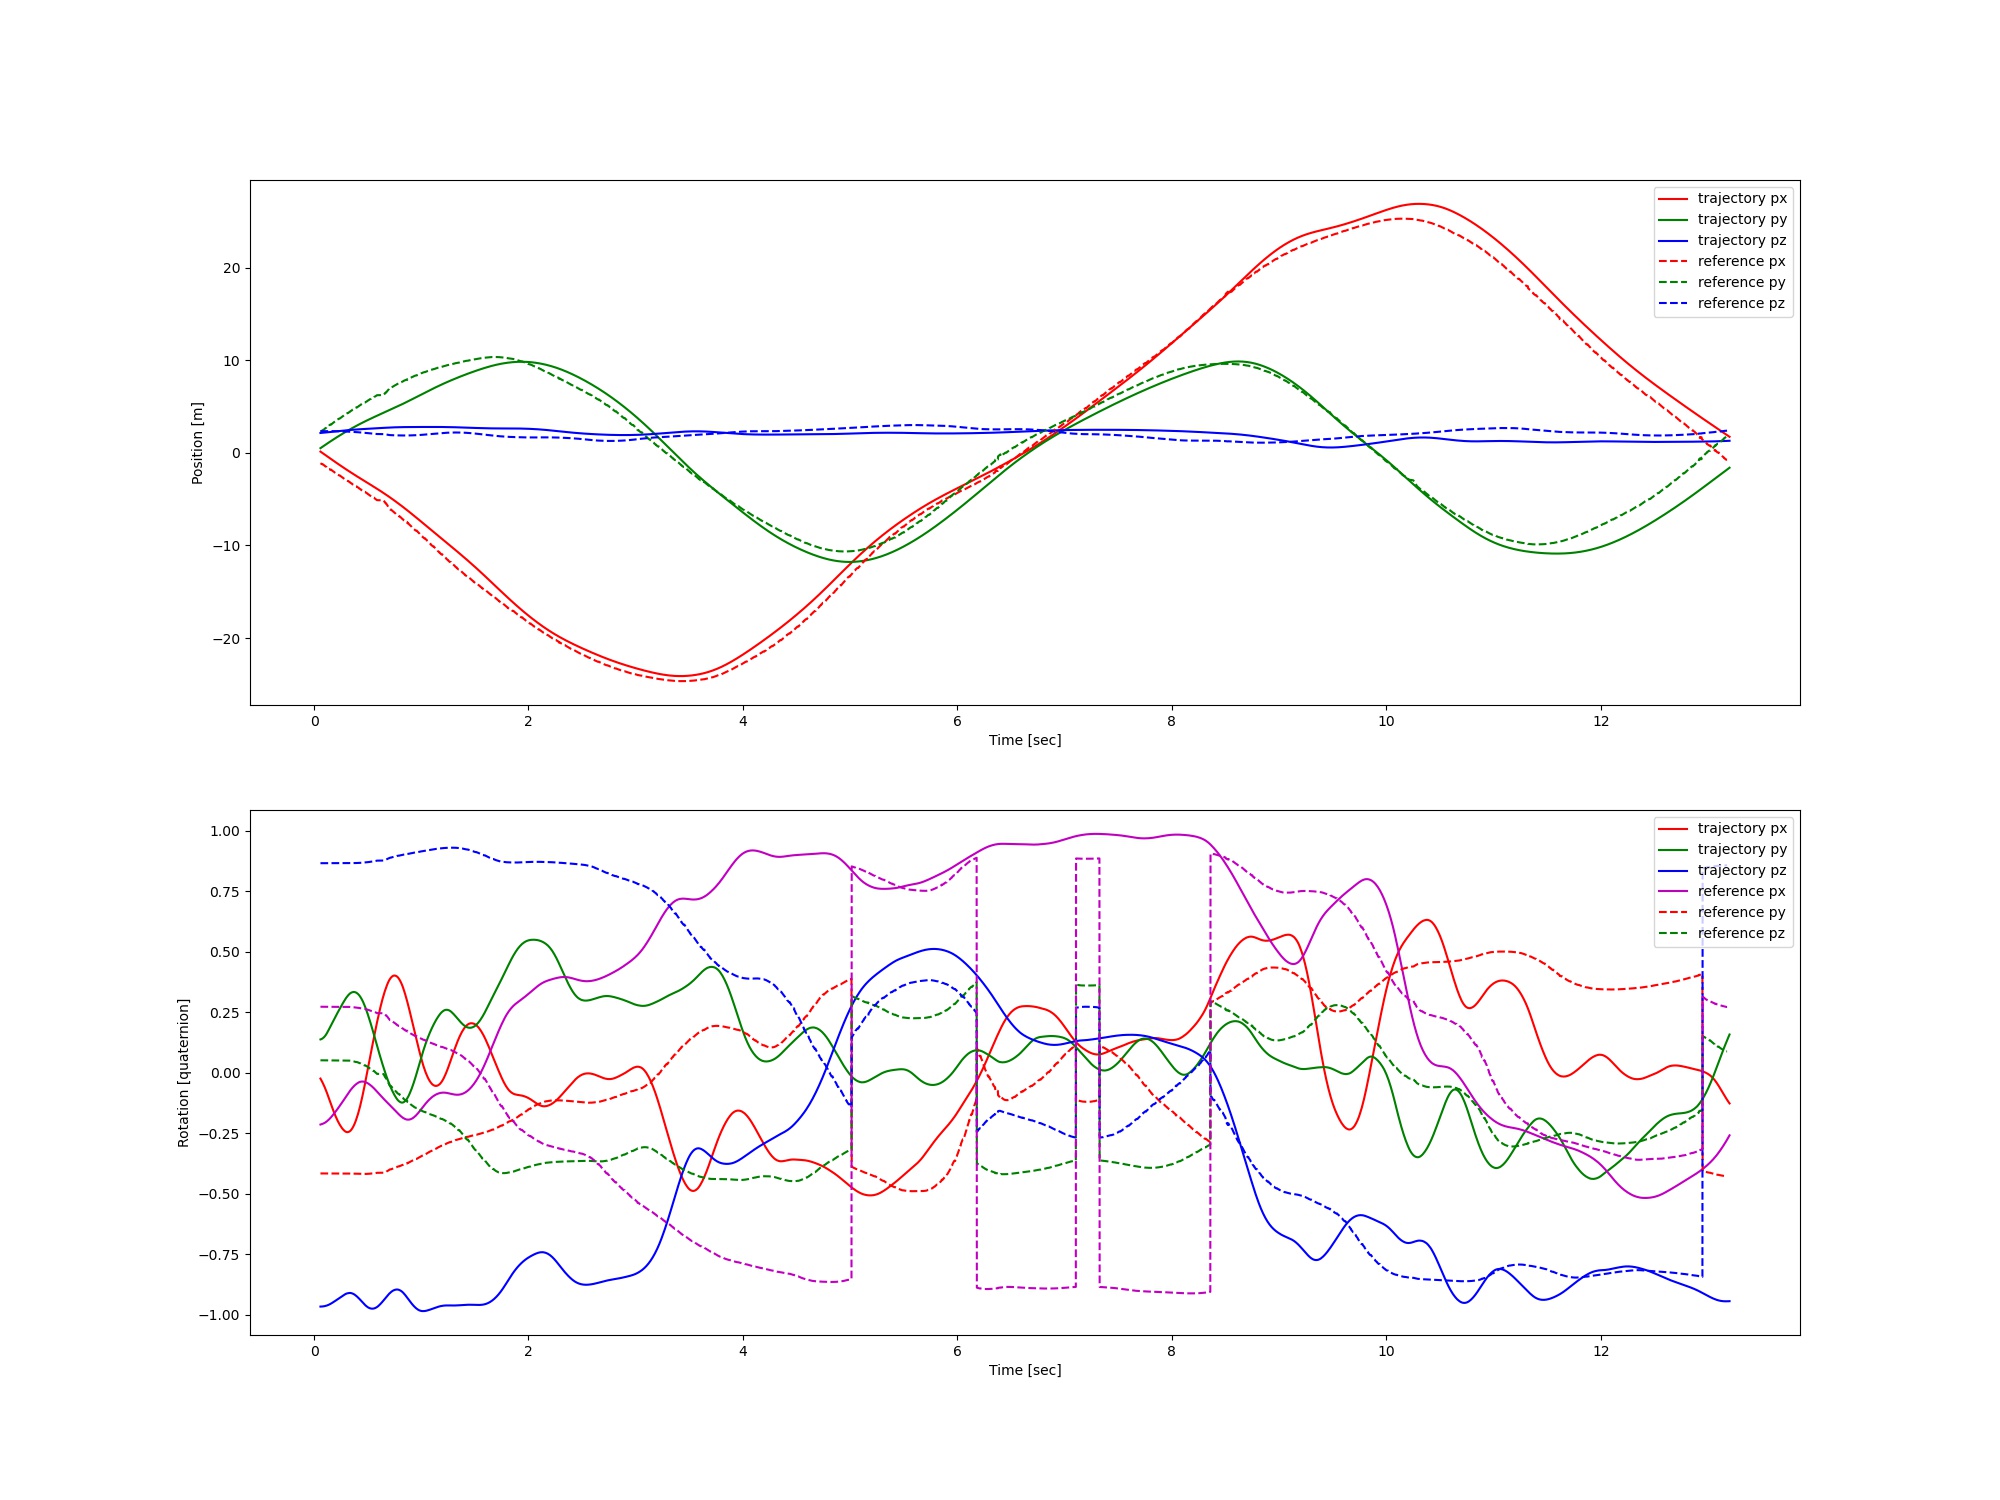 20
10
0
−10
−20
Position [m]
trajectory px
trajectory py
trajectory pz
reference px
reference py
reference pz
0 2 4 6 8 10 12
Time [sec]
1.00
0.75
0.50
0.25
0.00
−0.25
−0.50
−0.75
−1.00
Rotation [quaternion]
trajectory px
trajectory py
trajectory pz
reference px
reference py
reference pz
0 2 4 6 8 10 12
Time [sec]